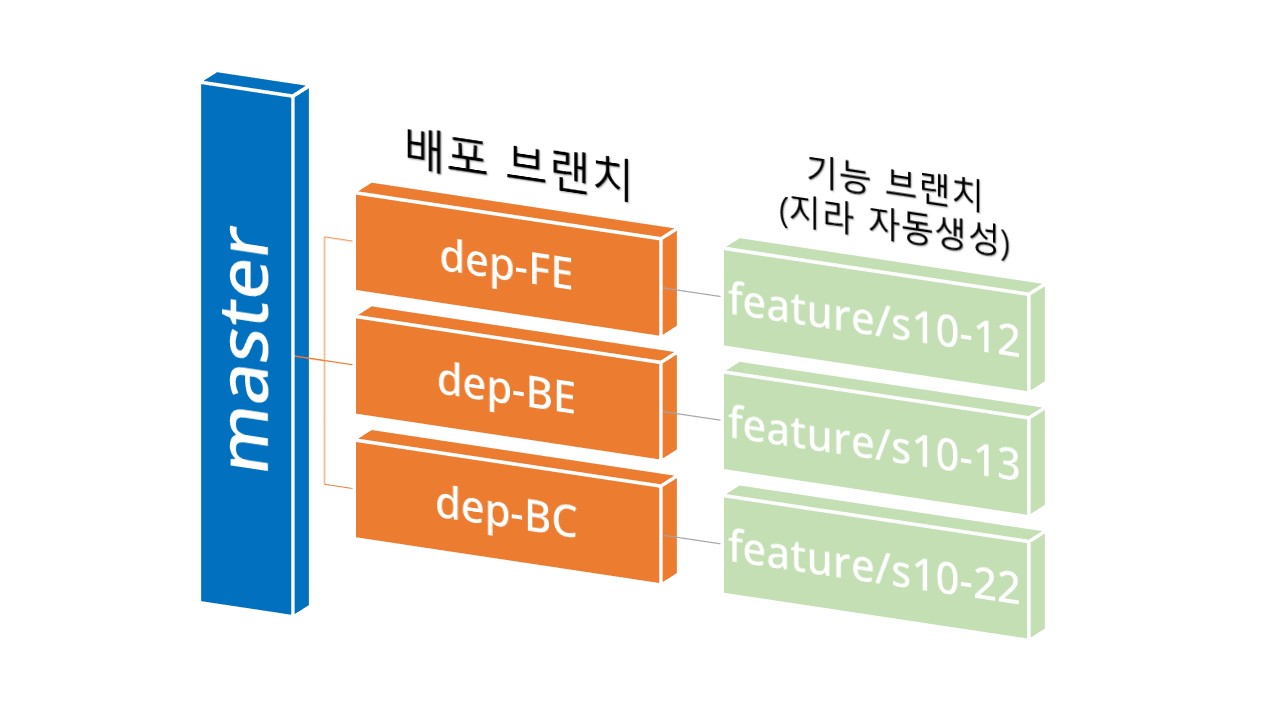 master
배포 브랜치
dep-FE
dep-BE
dep-BC
기능 브랜치
(지라 자동생성)
feature/s10-12
feature/s10-13
feature/s10-22